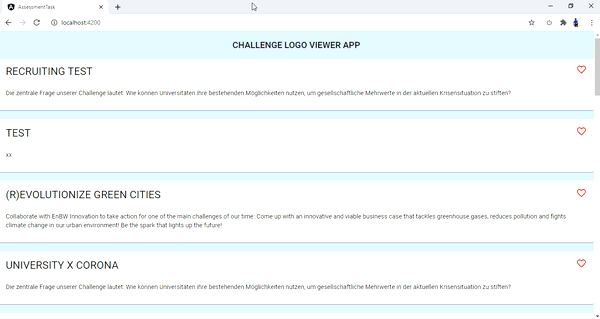 AssessmentTask
localhost:4200
CHALLENGE LOGO VIEWER APP
RECRUITING TEST
Die zentrale Frage unserer Challenge lautet: Wie können Universitäten ihre bestehenden Möglichkeiten nutzen, um gesellschaftliche Mehrwerte in der aktuellen Krisensituation zu stiften?
TEST
xx
(R)EVOLUTIONIZE GREEN CITIES
Collaborate with EnBW Innovation to take action for one of the main challenges of our time: Come up with an innovative and viable business case that tackles greenhouse gases, reduces pollution and fights
climate change in our urban environment! Be the spark that lights up the future!
UNIVERSITY X CORONA
Die zentrale Frage unserer Challenge lautet: Wie können Universitäten ihre bestehenden Möglichkeiten nutzen, um gesellschaftliche Mehrwerte in der aktuellen Krisensituation zu stiften?